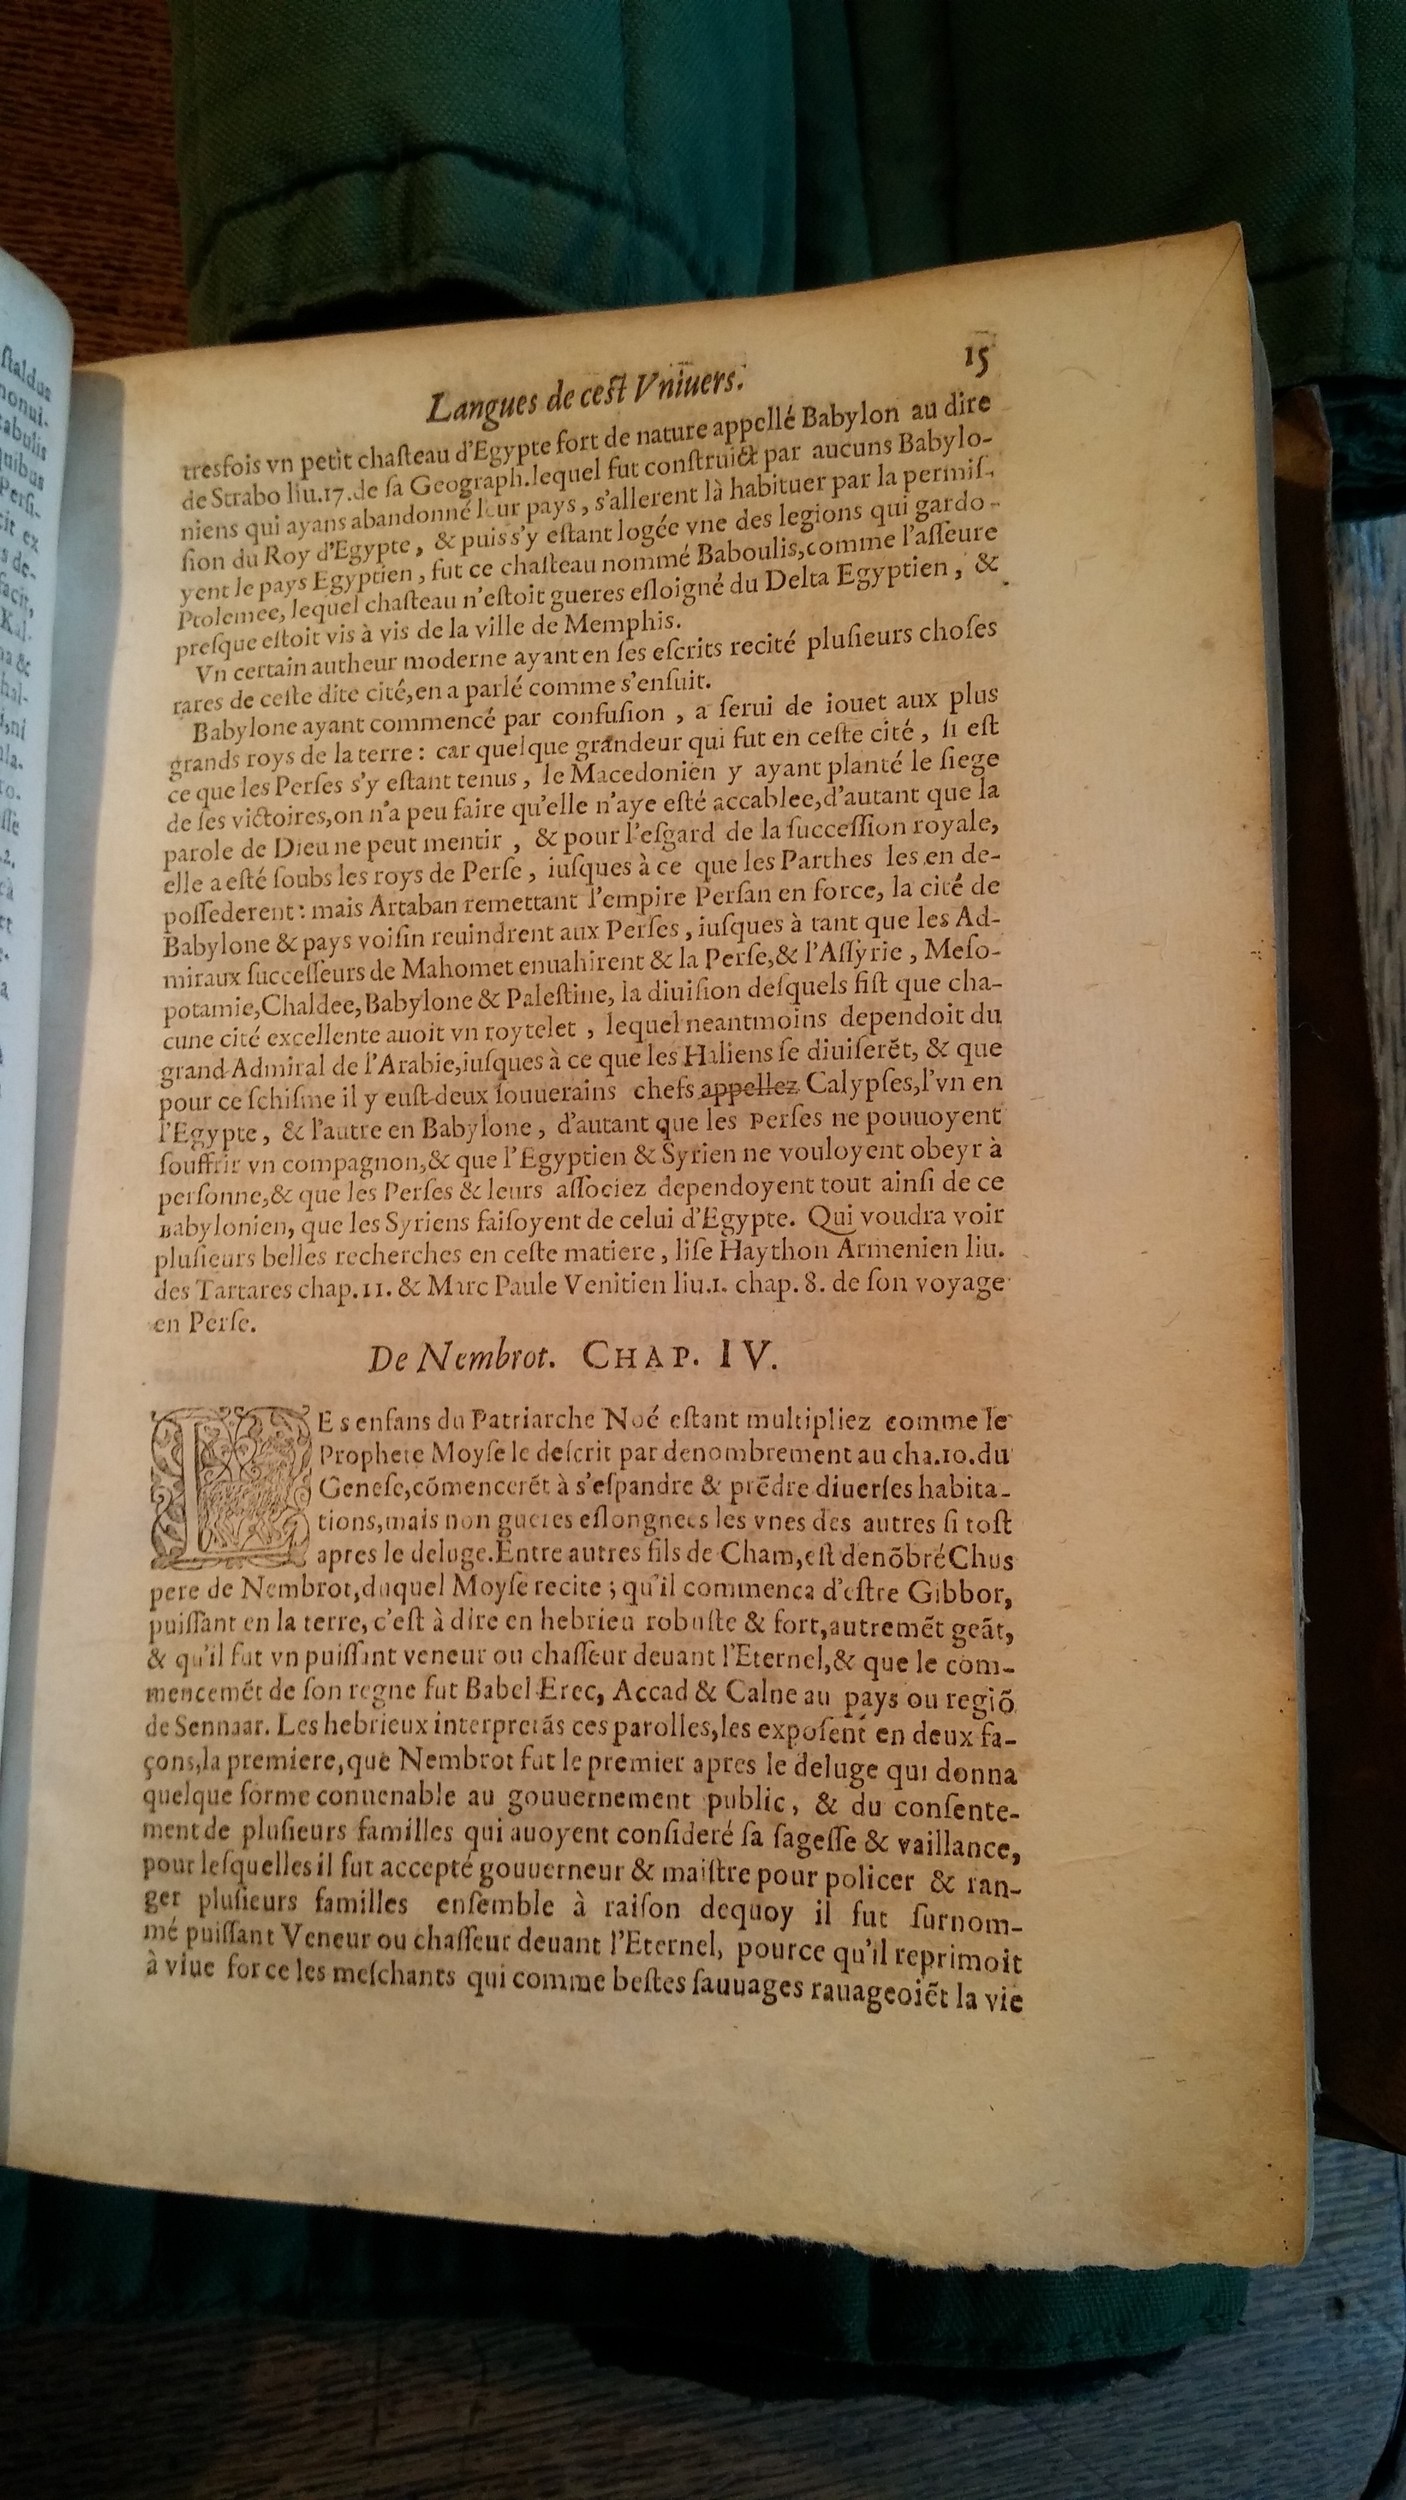 ſtaldus
nonui-
tabulis
quibus
Perſi-
cit ex
s de-
facit,
Kal-
na &
hal-
Langues de ceſt Vniuers. 15
tresfois vn petit chaſteau d'Egypte fort de nature appellé Babylon au dire
de Strabo liu.17.de ſa Geograph.lequel fut conſtruict par aucuns Babylo-
niens qui ayans abandonné leur pays, s'allerent là habituer par la permiſ-
ſion du Roy d'Egypte, & puis s'y eſtant logée vne des legions qui gardo-
yent le pays Egyptien, fut ce chaſteau nommé Baboulis,comme l'aſſeure
Ptolemee, lequel chaſteau n'eſtoit gueres eſloigné du Delta Egyptien, &
preſque eſtoit vis à vis de la ville de Memphis.
Vn certain autheur moderne ayant en ſes eſcrits recité pluſieurs choſes
rares de ceſte dite cité,en a parlé comme s'enſuit.
Babylone ayant commencé par confuſion, a ſerui de iouet aux plus
grands roys de la terre: car quelque grandeur qui fut en ceſte cité, ſi eſt
ce que les Perſes s'y eſtant tenus, le Macedonien y ayant planté le ſiege
de ſes victoires,on n'a peu faire qu'elle n'aye eſté accablee,d'autant que la
parole de Dieu ne peut mentir, & pour l'eſgard de la ſucceſſion royale,
elle a eſté ſoubs les roys de Perſe, iuſques à ce que les Parthes les en de-
poſſederent: mais Artaban remettant l'empire Perſan en force, la cité de
Babylone & pays voiſin reuindrent aux Perſes, iuſques à tant que les Ad-
miraux ſucceſſeurs de Mahomet enuahirent & la Perſe,& l'Aſſyrie, Meſo-
potamie,Chaldee,Babylone & Paleſtine, la diuiſion deſquels fiſt que cha-
cune cité excellente auoit vn roytelet, lequel neantmoins dependoit du
grand Admiral de l'Arabie,iuſques à ce que les Haliens ſe diuiſerẽt, & que
pour ce ſchiſme il y euſt deux ſouuerains chefs appellez Calypſes,l'vn en
l'Egypte, & l'autre en Babylone, d'autant que les Perſes ne pouuoyent
ſouffrir vn compagnon,& que l'Egyptien & Syrien ne vouloyent obeyr à
perſonne,& que les Perſes & leurs aſſociez dependoyent tout ainſi de ce
Babylonien, que les Syriens faiſoyent de celui d'Egypte. Qui voudra voir
pluſieurs belles recherches en ceſte matiere, liſe Haython Armenien liu.
des Tartares chap.11. & Marc Paule Venitien liu.1. chap. 8. de ſon voyage
en Perſe.
De Nembrot. CHAP. IV.
LEs enfans du Patriarche Noé eſtant multipliez comme le
Prophete Moyſe le deſcrit par denombrement au cha.10.du
Geneſe,cõmencerẽt à s'eſpandre & prẽdre diuerſes habita-
tions,mais non gueres eſlongnees les vnes des autres ſi toſt
apres le deluge.Entre autres fils de Cham,eſt denõbré Chus
pere de Nembrot,duquel Moyſe recite; qu'il commenca d'eſtre Gibbor,
puiſſant en la terre, c'eſt à dire en hebrieu robuſte & fort,autremẽt geãt,
& qu'il fut vn puiſſant veneur ou chaſſeur deuant l'Eternel,& que le com-
mencemẽt de ſon regne fut Babel Erec, Accad & Calne au pays ou regiõ
de Sennaar. Les hebrieux interpretãs ces parolles,les expoſent en deux fa-
çons,la premiere,que Nembrot fut le premier apres le deluge qui donna
quelque forme conuenable au gouuernement public, & du conſente-
ment de pluſieurs familles qui auoyent conſideré ſa ſageſſe & vaillance,
pour leſquelles il fut accepté gouuerneur & maiſtre pour policer & ran-
ger pluſieurs familles enſemble à raiſon dequoy il fut ſurnom-
mé puiſſant Veneur ou chaſſeur deuant l'Eternel, pource qu'il reprimoit
à viue force les meſchants qui comme beſtes ſauuages rauageoiẽt la vie